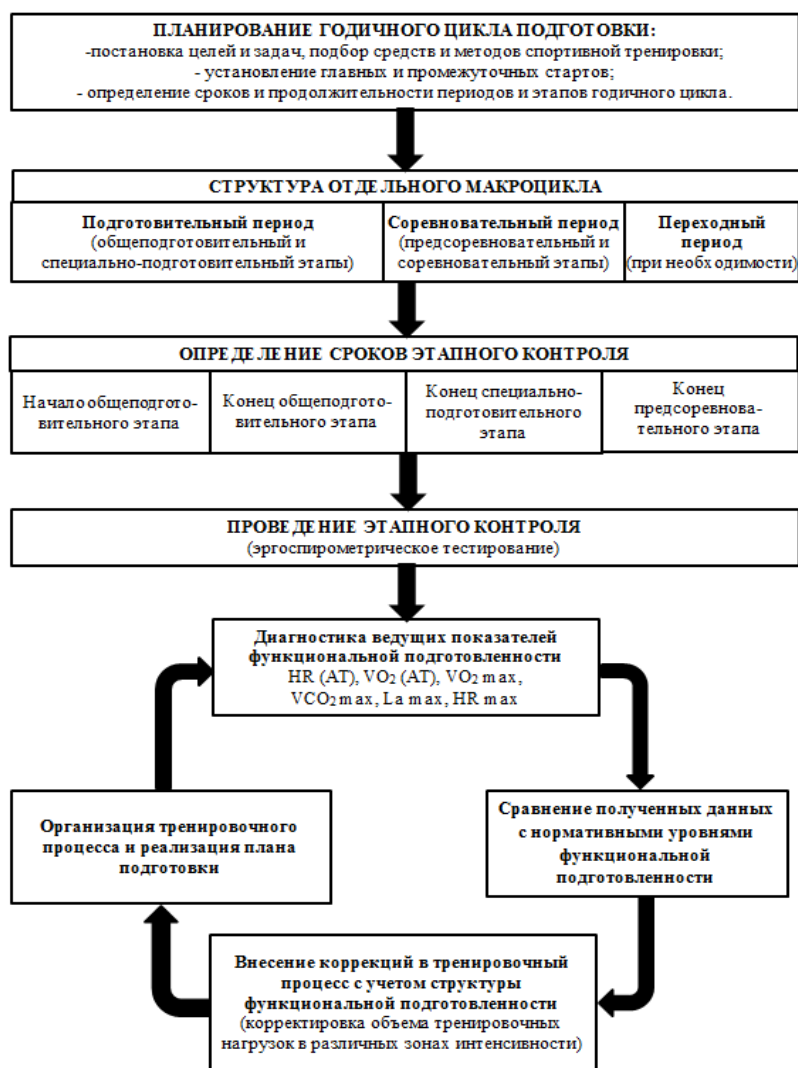 ПЛАНИРОВАНИЕ ГОДИЧНОГО ЦИКЛА ПОДГОТОВКИ:
-постановка целей и задач, подбор средств и методов спортивной тренировки;
- установление главных и промежуточных стартов;
- определение сроков и продолжительности периодов и этапов годичного цикла.
СТРУКТУРА ОТДЕЛЬНОГО МАКРОЦИКЛА
Подготовительный период
(общеподготовительный и
специально-подготовительный этапы)
Соревновательный период
(предсоревновательный и
соревновательный этапы)
Переходный
период
(при необходимости)
ОПРЕДЕЛЕНИЕ СРОКОВ ЭТАПНОГО КОНТРОЛЯ
Начало общеподгото-
вительного этапа
Конец общеподгото-
вительного этапа
Конец специально-
подготовительного
этапа
Конец
предсоревнова-
тельного этапа
ПРОВЕДЕНИЕ ЭТАПНОГО КОНТРОЛЯ
(эргоспирометрическое тестирование)
Диагностика ведущих показателей
функциональной подготовленности
HR (AT), VO₂ (AT), VO₂ max,
VCO₂ max, La max, HR max
Организация тренировочного
процесса и реализация плана
подготовки
Сравнение полученных данных
с нормативными уровнями
функциональной
подготовленности
Внесение коррекций в тренировочный
процесс с учетом структуры
функциональной подготовленности
(корректировка объема тренировочных
нагрузок в различных зонах интенсивности)